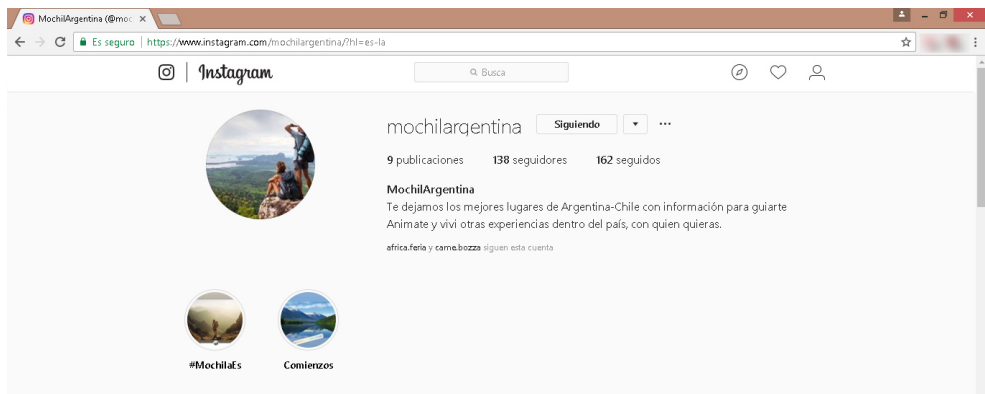 MochilArgentina (@moc
Es seguro https://www.instagram.com/mochilargentina/?hl=es-la
Instagram
Busca
mochilargentina Siguiendo
9 publicaciones 138 seguidores 162 seguidos
MochilArgentina
Te dejamos los mejores lugares de Argentina-Chile con información para guiarte
Animate y vivi otras experiencias dentro del país, con quien quieras.
africa.feria y carne.bozza siguen esta cuenta
#MochilaEs Comienzos